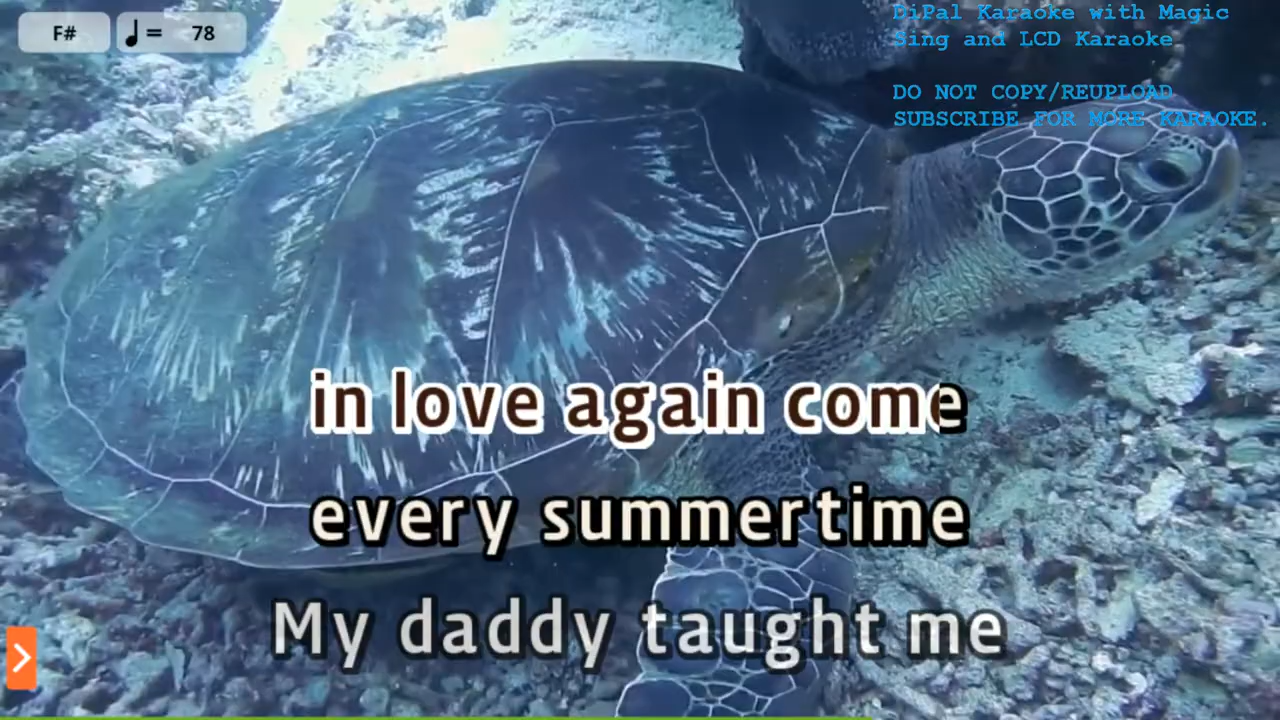 F#
♩ = 78
DiPal Karaoke with Magic
Sing and LCD Karaoke
DO NOT COPY/REUPLOAD
SUBSCRIBE FOR MORE KARAOKE.
in love again come
every summertime
My daddy taught me